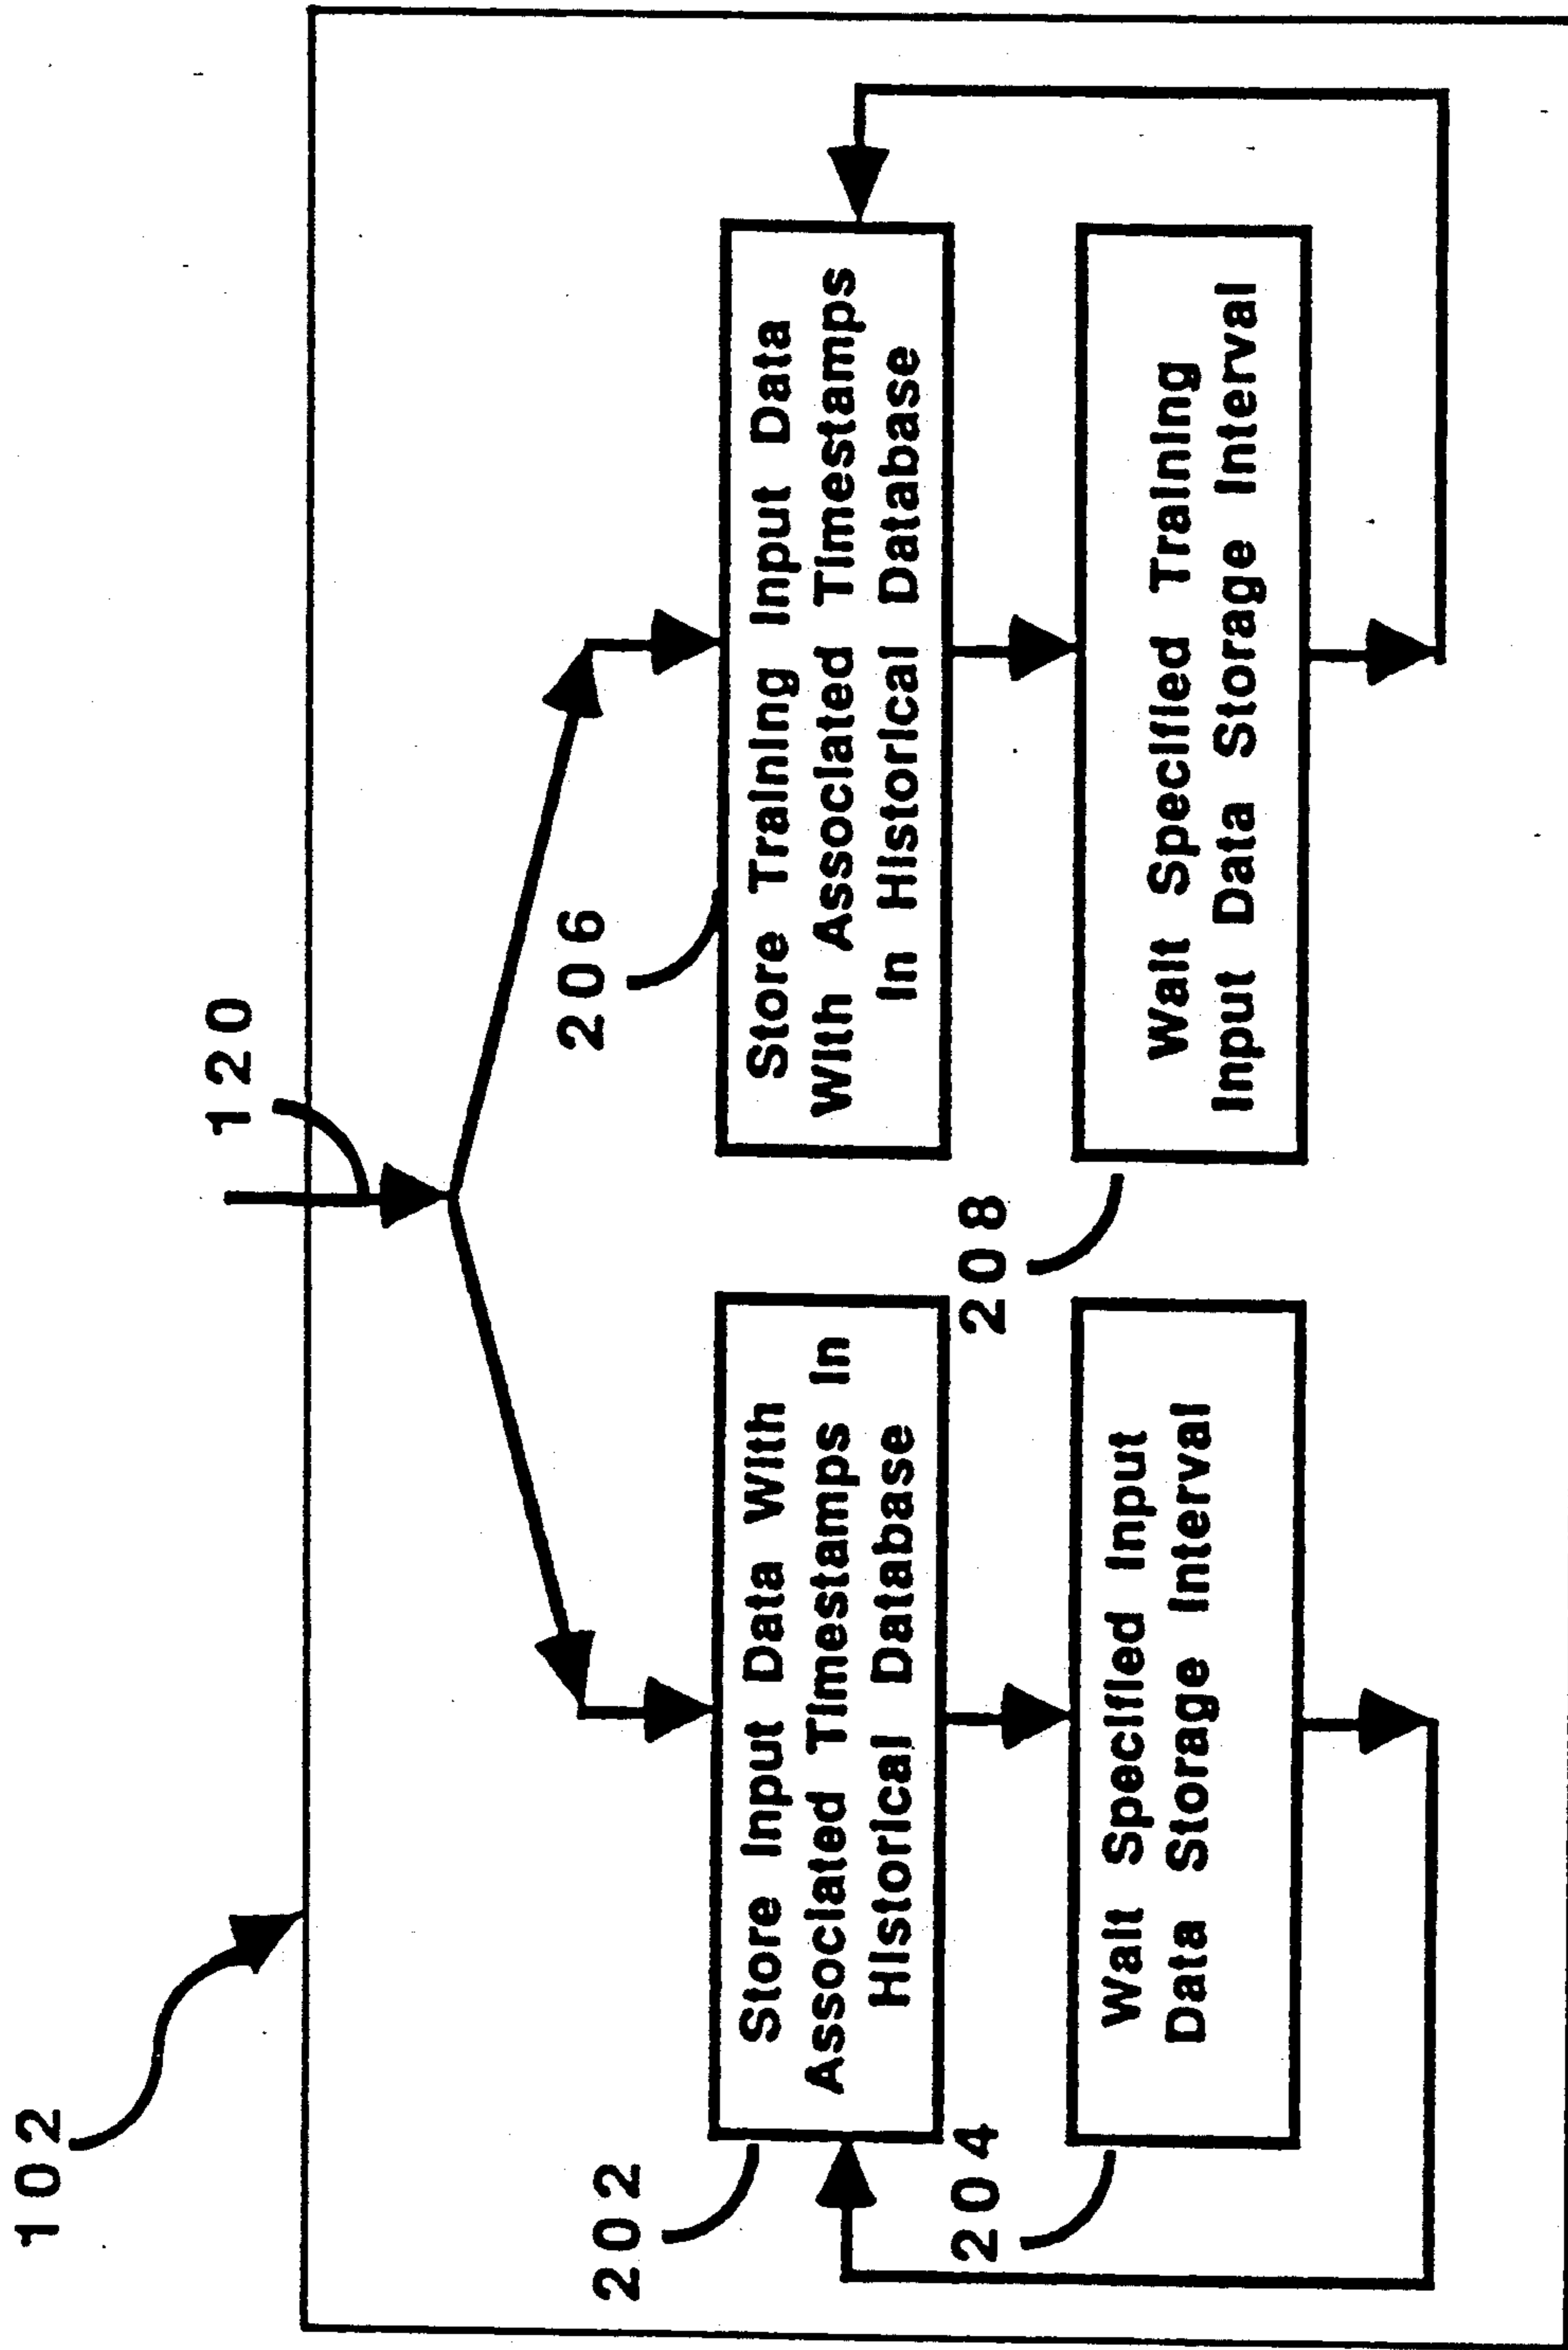 102
120
202
Store Input Data With
Associated Timestamps In
Historical Database
206
Store Training Input Data
With Associated Timestamps
In Historical Database
204
Wait Specified Input
Data Storage Interval
208
Wait Specified Training
Input Data Storage Interval